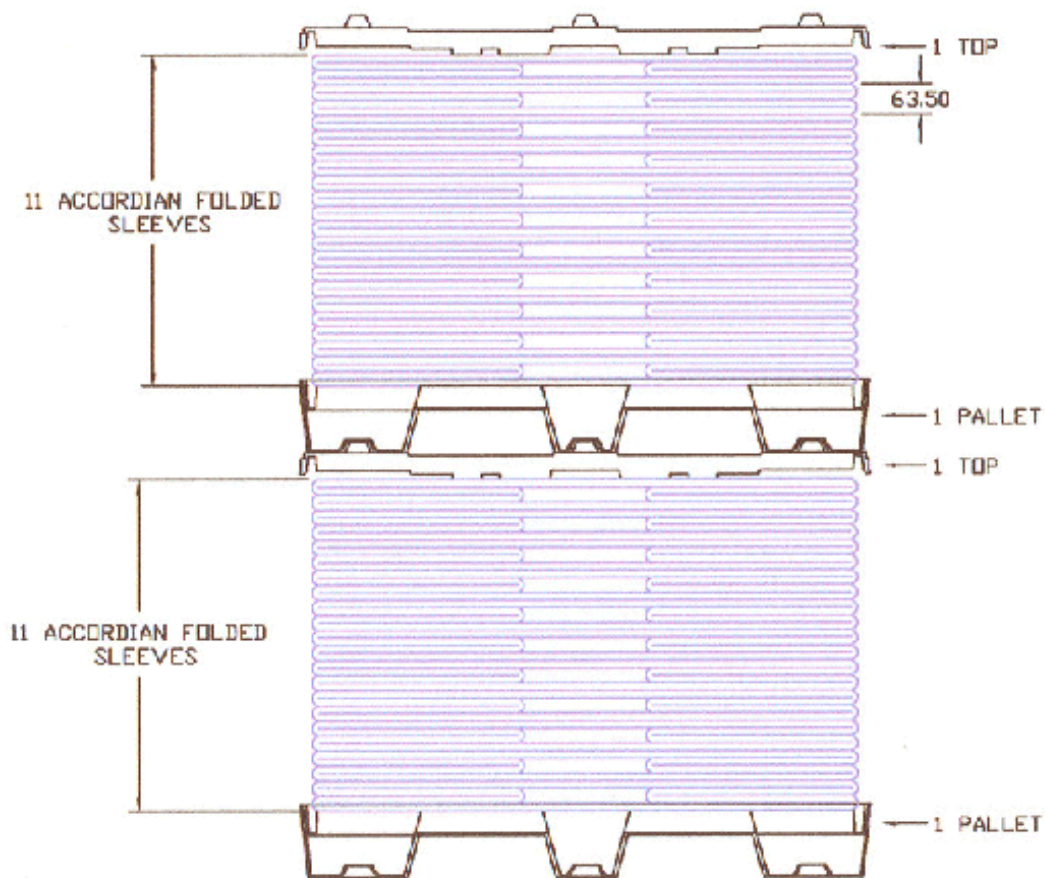 1 TOP
63.50
11 ACCORDIAN FOLDED
SLEEVES
1 PALLET
1 TOP
11 ACCORDIAN FOLDED
SLEEVES
1 PALLET